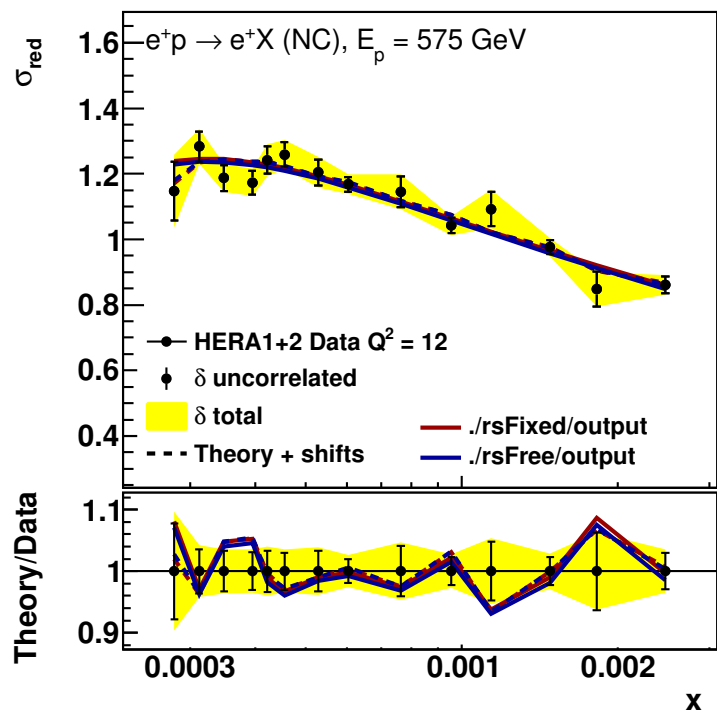 e⁺p → e⁺X (NC), E_p = 575 GeV
σ_red
1.6
1.4
1.2
1
0.8
0.6
0.4
HERA1+2 Data Q² = 12
δ uncorrelated
δ total
Theory + shifts
./rsFixed/output
./rsFree/output
Theory/Data
1.1
1
0.9
0.0003
0.001
0.002
x